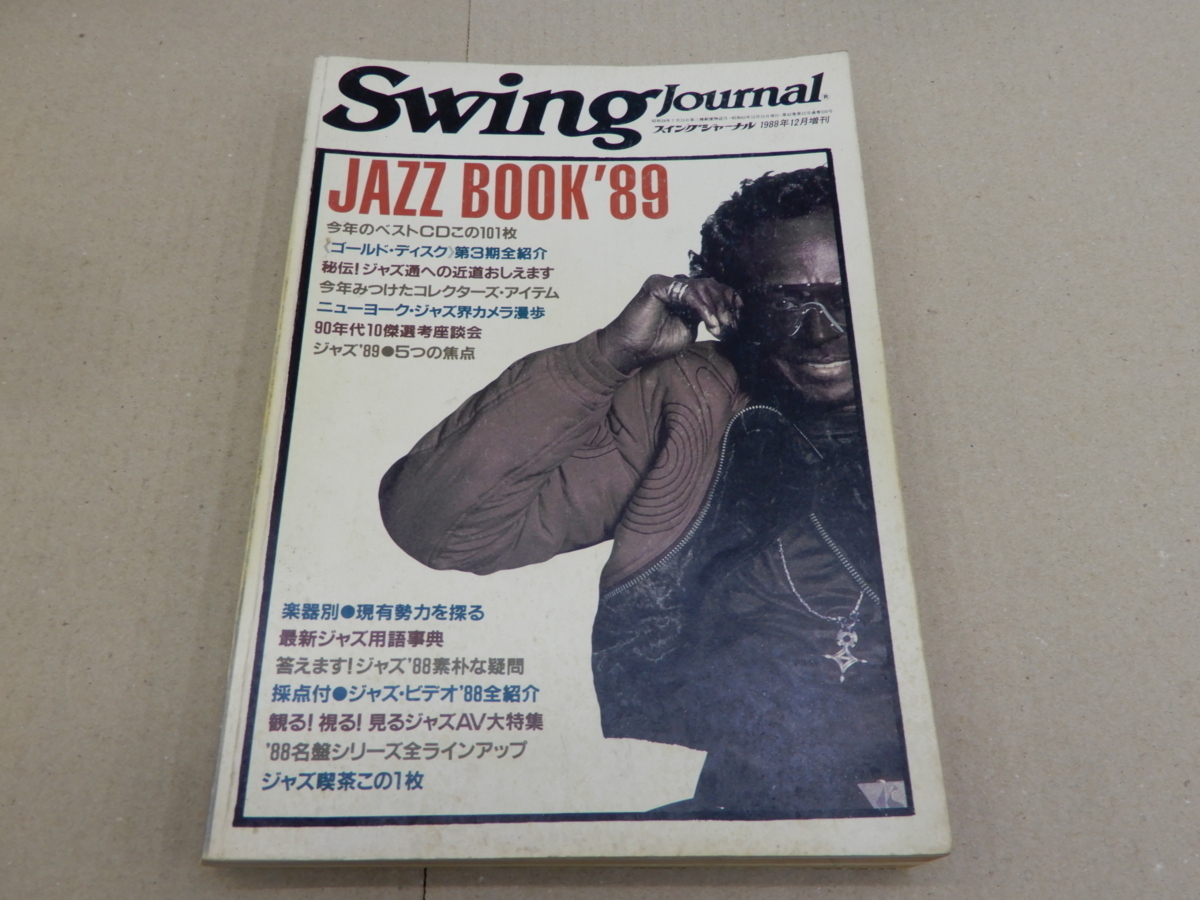 Swing Journal
スイングジャーナル 1988年12月増刊
JAZZ BOOK'89
今年のベストCDこの101枚
《ゴールド・ディスク》第3期全紹介
秘伝!ジャズ通への近道おしえます
今年みつけたコレクターズ・アイテム
ニューヨーク・ジャズ界カメラ漫歩
90年代10傑選考座談会
ジャズ'89●5つの焦点
楽器別●現有勢力を探る
最新ジャズ用語事典
答えます!ジャズ'88素朴な疑問
採点付●ジャズ・ビデオ'88全紹介
観る!視る!見るジャズAV大特集
'88名盤シリーズ全ラインアップ
ジャズ喫茶この1枚